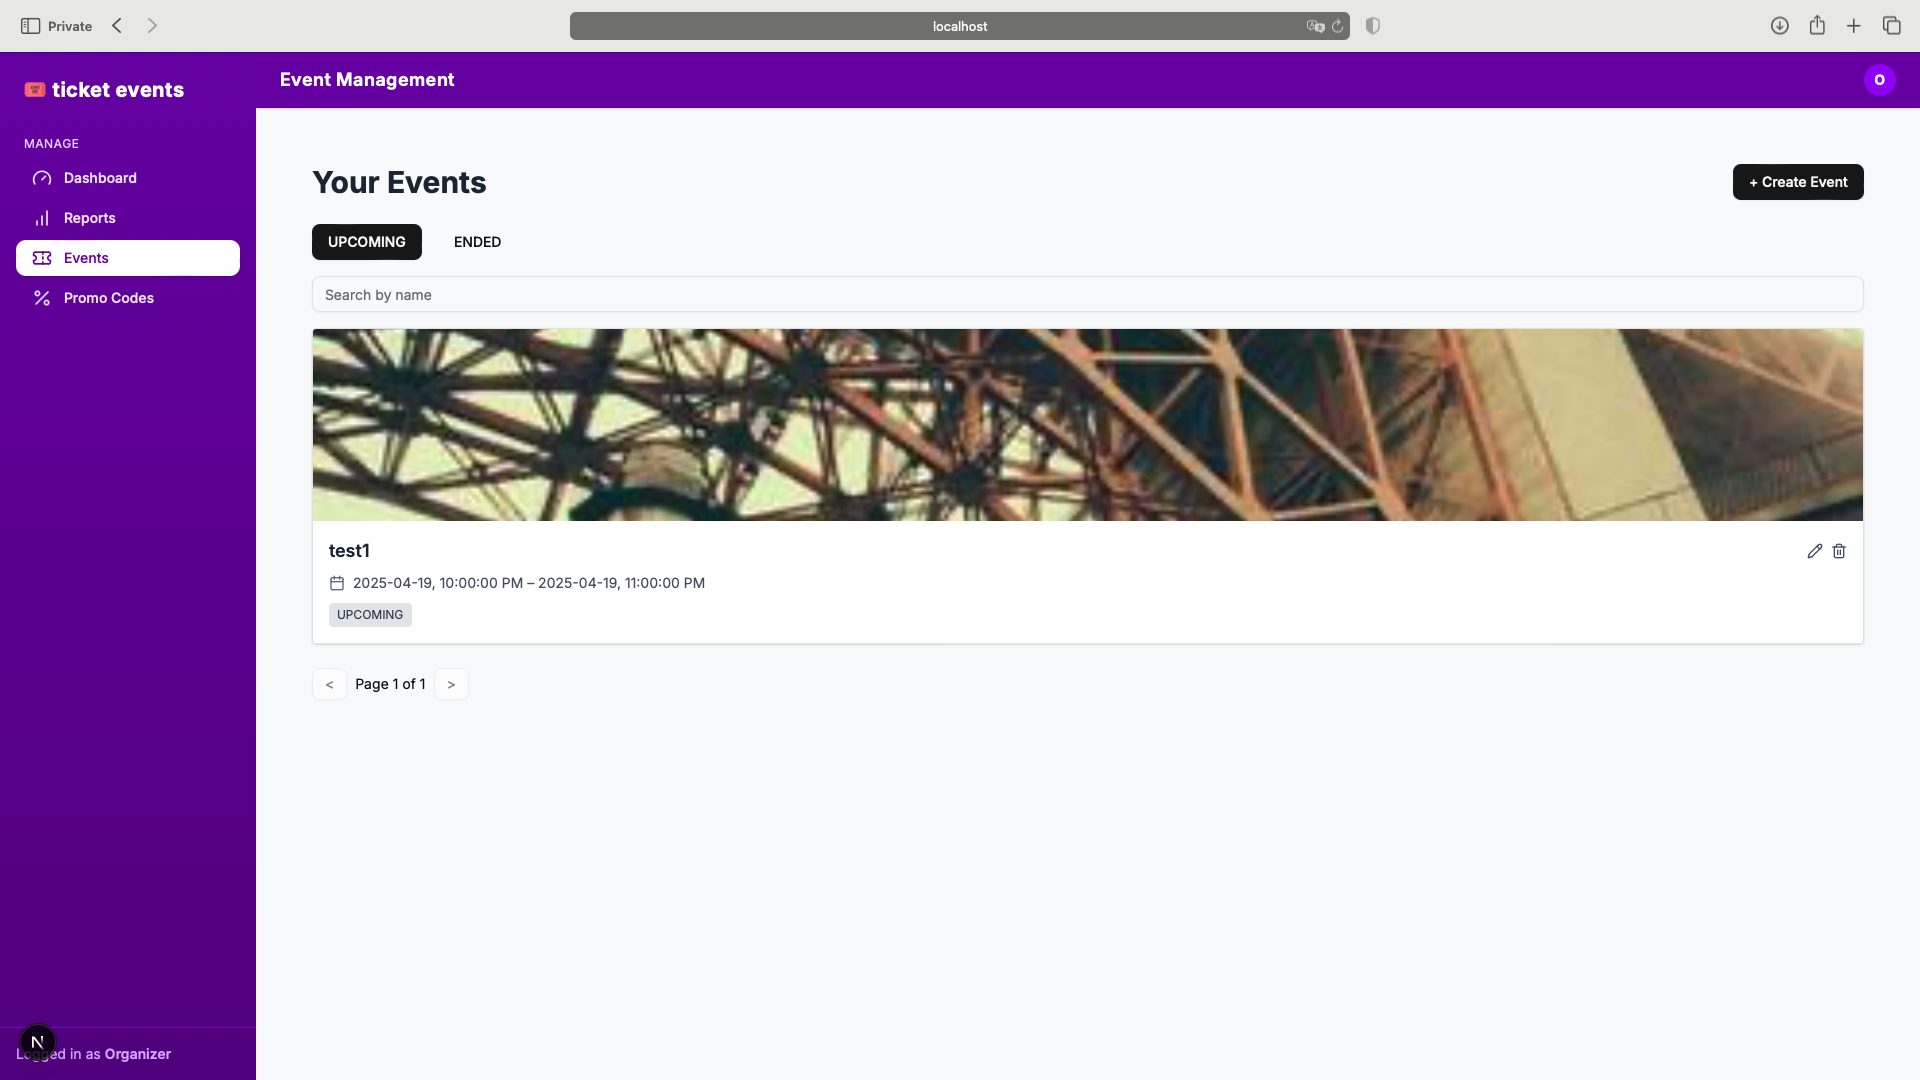 Private
localhost
ticket events
Event Management
O
MANAGE
Dashboard
Reports
Events
Promo Codes
Your Events
+ Create Event
UPCOMING
ENDED
Search by name
test1
2025-04-19, 10:00:00 PM – 2025-04-19, 11:00:00 PM
UPCOMING
< Page 1 of 1 >
N
Logged in as Organizer